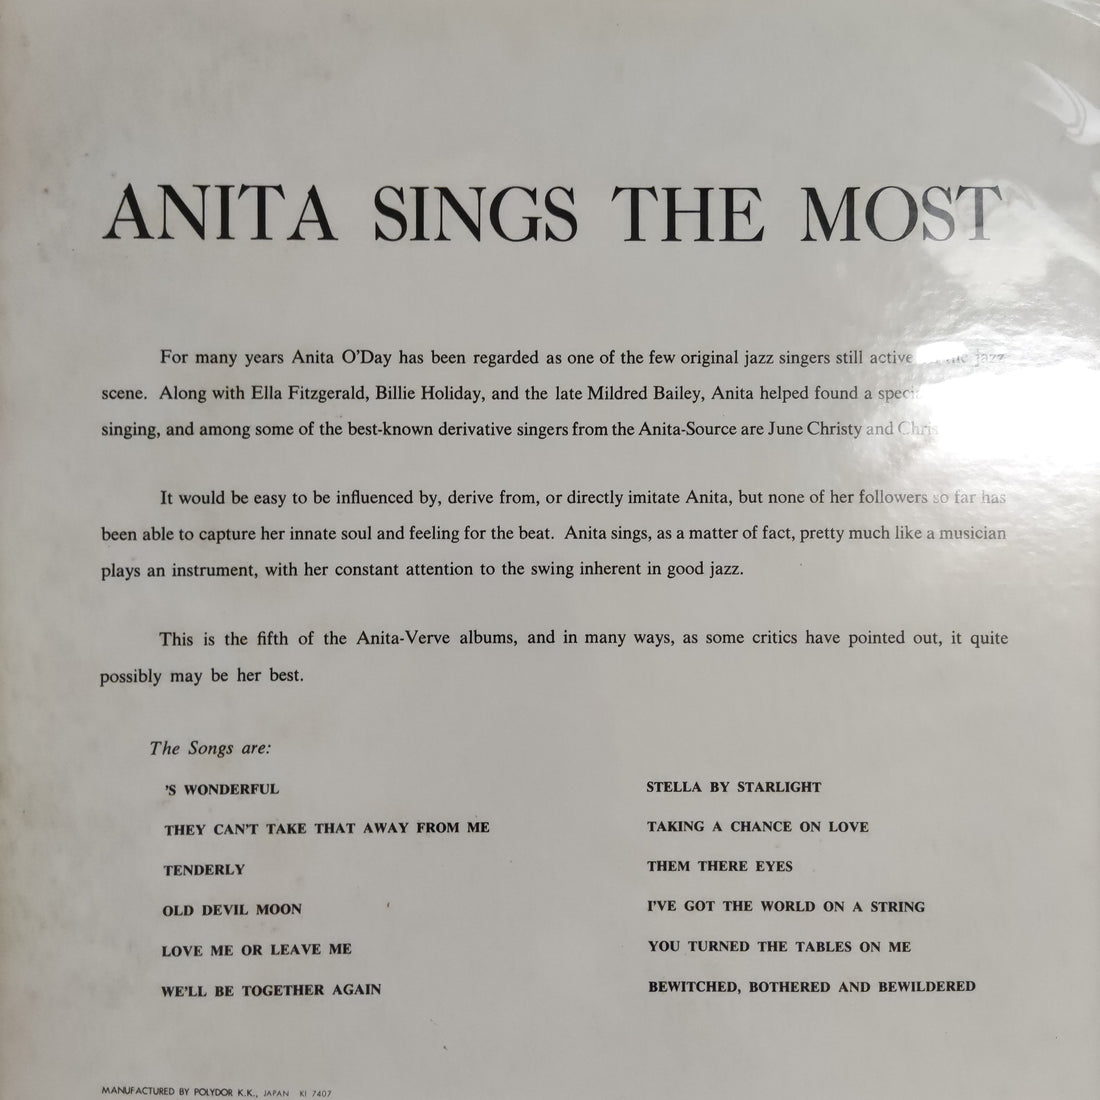 ANITA SINGS THE MOST
For many years Anita O'Day has been regarded as one of the few original jazz singers still active the jazz
scene. Along with Ella Fitzgerald, Billie Holiday, and the late Mildred Bailey, Anita helped found a
singing, and among some of the best-known derivative singers from the Anita-Source are June Christy and
It would be easy to be influenced by, derive from, or directly imitate Anita, but none of her followers so far has
been able to capture her innate soul and feeling for the beat. Anita sings, as a matter of fact, pretty much like a musician
plays an instrument, with her constant attention to the swing inherent in good jazz.
This is the fifth of the Anita-Verve albums, and in many ways, as some critics have pointed out, it quite
possibly may be her best.
The Songs are:
'S WONDERFUL
THEY CAN'T TAKE THAT AWAY FROM ME
TENDERLY
OLD DEVIL MOON
LOVE ME OR LEAVE ME
WE'LL BE TOGETHER AGAIN
STELLA BY STARLIGHT
TAKING A CHANCE ON LOVE
THEM THERE EYES
I'VE GOT THE WORLD ON A STRING
YOU TURNED THE TABLES ON ME
BEWITCHED, BOTHERED AND BEWILDERED
MANUFACTURED BY POLYDOR K.K., JAPAN KI 7407